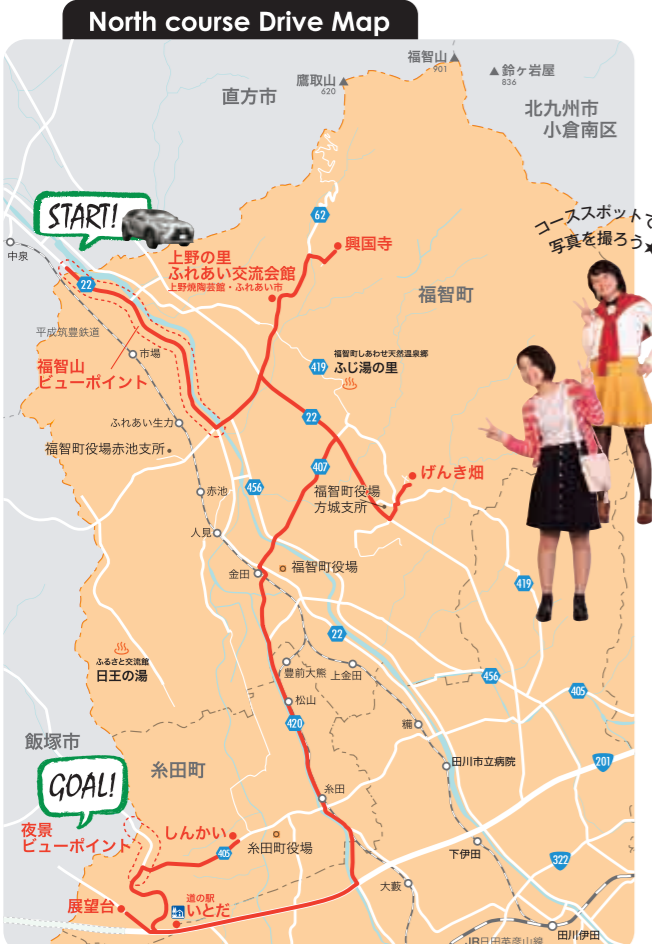 North course Drive Map
福智山
901
鈴ヶ岩屋
836
鷹取山
620
直方市
北九州市
小倉南区
START!
コーススポットで
写真を撮ろう★
中泉
62
興国寺
上野の里
ふれあい交流会館
上野焼陶芸館・ふれあい市
22
福智町
平成筑豊鉄道
市場
福智山
ビューポイント
419
福智町しあわせ天然温泉郷
ふじ湯の里
22
ふれあい生力
福智町役場赤池支所
407
げんき畑
456
赤池
福智町役場
方城支所
人見
金田
福智町役場
419
22
ふるさと交流館
日王の湯
豊前大熊
上金田
456
405
松山
420
糒
飯塚市
糸田町
田川市立病院
201
GOAL!
糸田
夜景
ビューポイント
しんかい
405
糸田町役場
下伊田
322
大藪
展望台
道の駅
いとだ
田川伊田
JR日田英彦山線